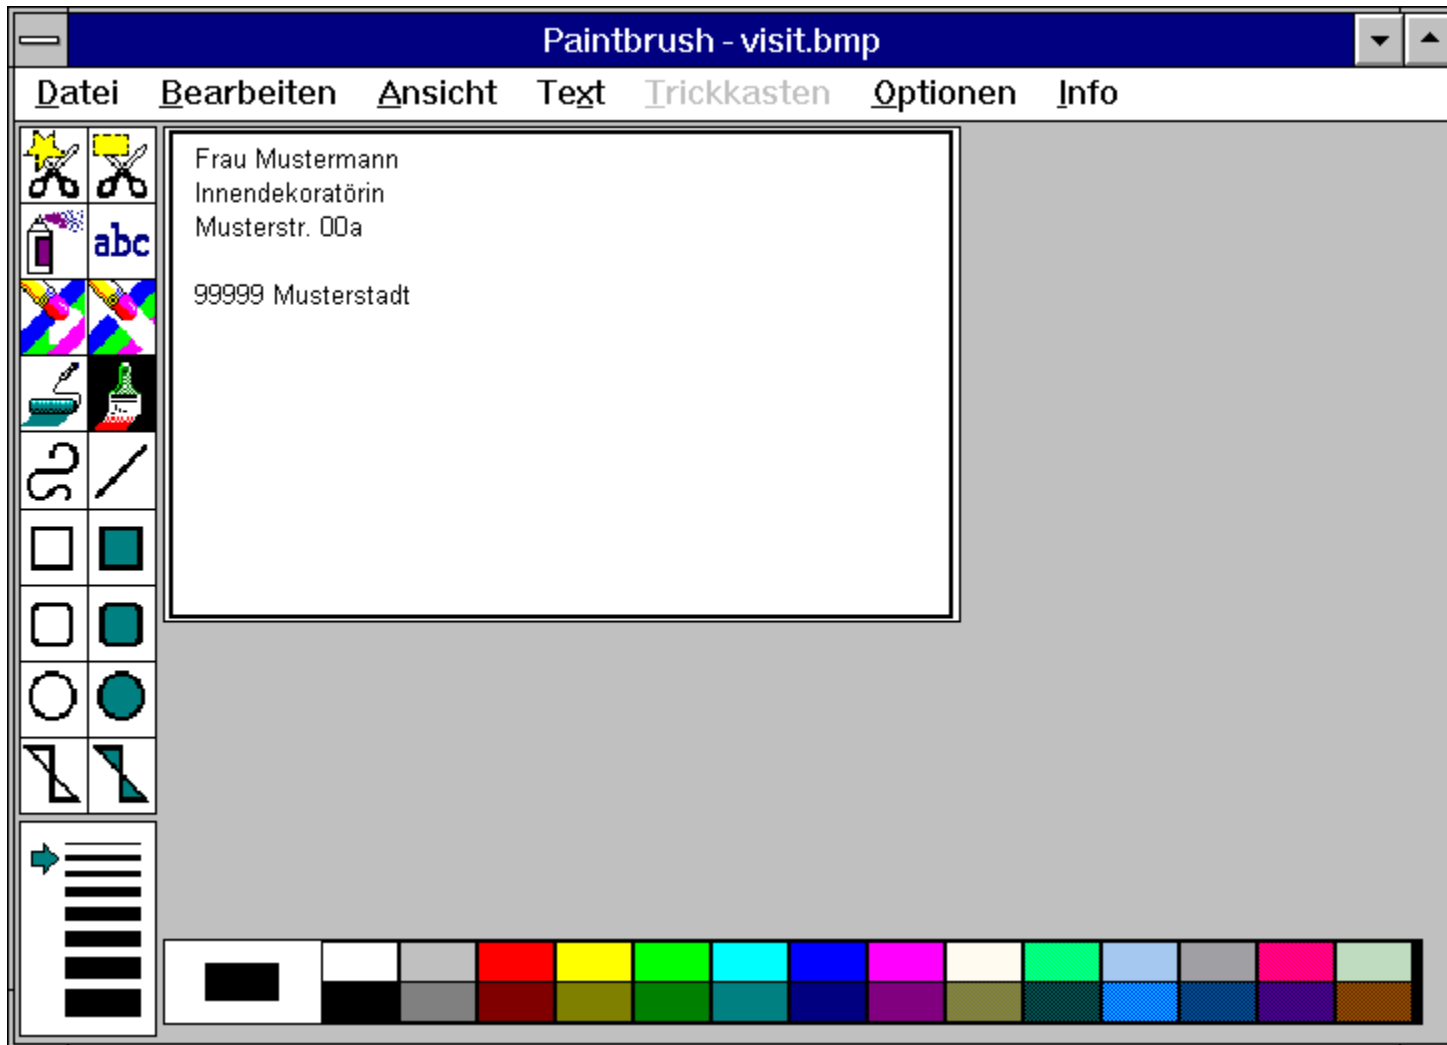 Paintbrush - visit.bmp
Datei Bearbeiten Ansicht Text Trickkasten Optionen Info
Frau Mustermann
Innendekoratörin
Musterstr. 00a
99999 Musterstadt
abc